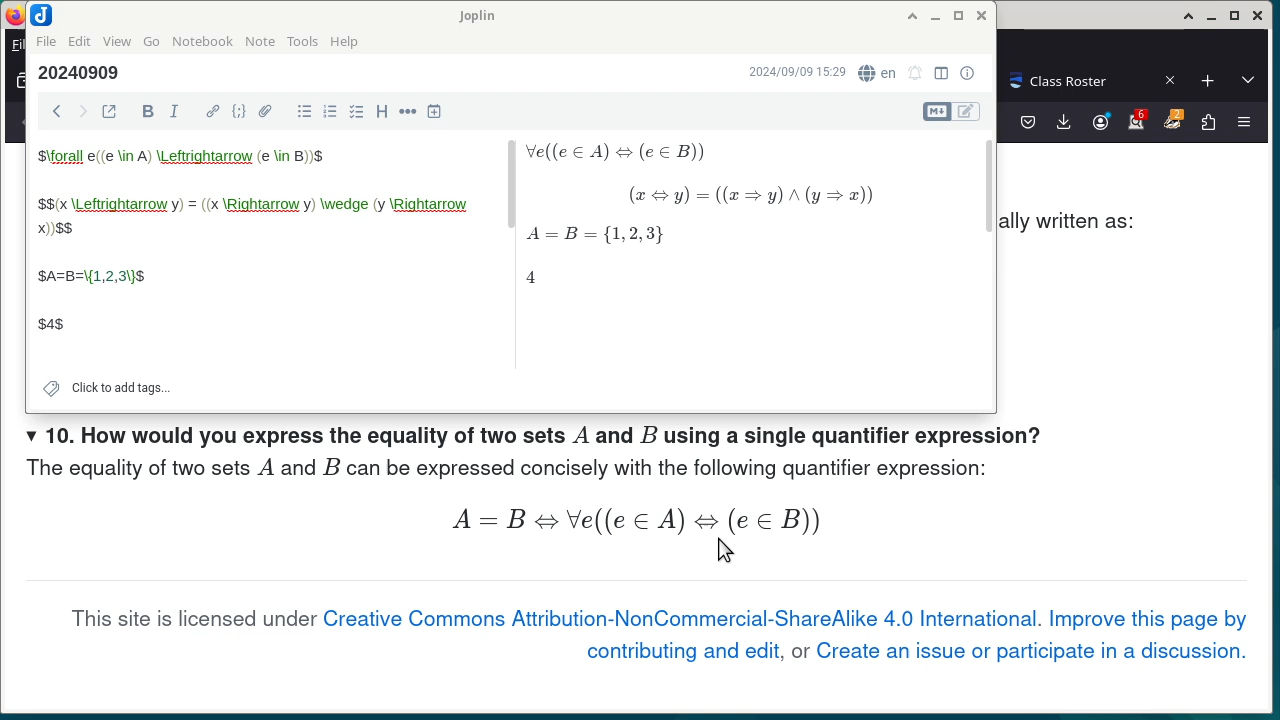 Joplin
File Edit View Go Notebook Note Tools Help
20240909
2024/09/09 15:29 en
B I H
M
$\forall e((e \in A) \Leftrightarrow (e \in B))$
$$(x \Leftrightarrow y) = ((x \Rightarrow y) \wedge (y \Rightarrow
x))$$
$A=B=\{1,2,3\}$
$4$
∀e((e ∈ A) ⇔ (e ∈ B))
(x ⇔ y) = ((x ⇒ y) ∧ (y ⇒ x))
A = B = {1, 2, 3}
4
Click to add tags...
Class Roster
6 2
ally written as:
10. How would you express the equality of two sets A and B using a single quantifier expression?
The equality of two sets A and B can be expressed concisely with the following quantifier expression:
A = B ⇔ ∀e((e ∈ A) ⇔ (e ∈ B))
This site is licensed under Creative Commons Attribution-NonCommercial-ShareAlike 4.0 International. Improve this page by
contributing and edit, or Create an issue or participate in a discussion.